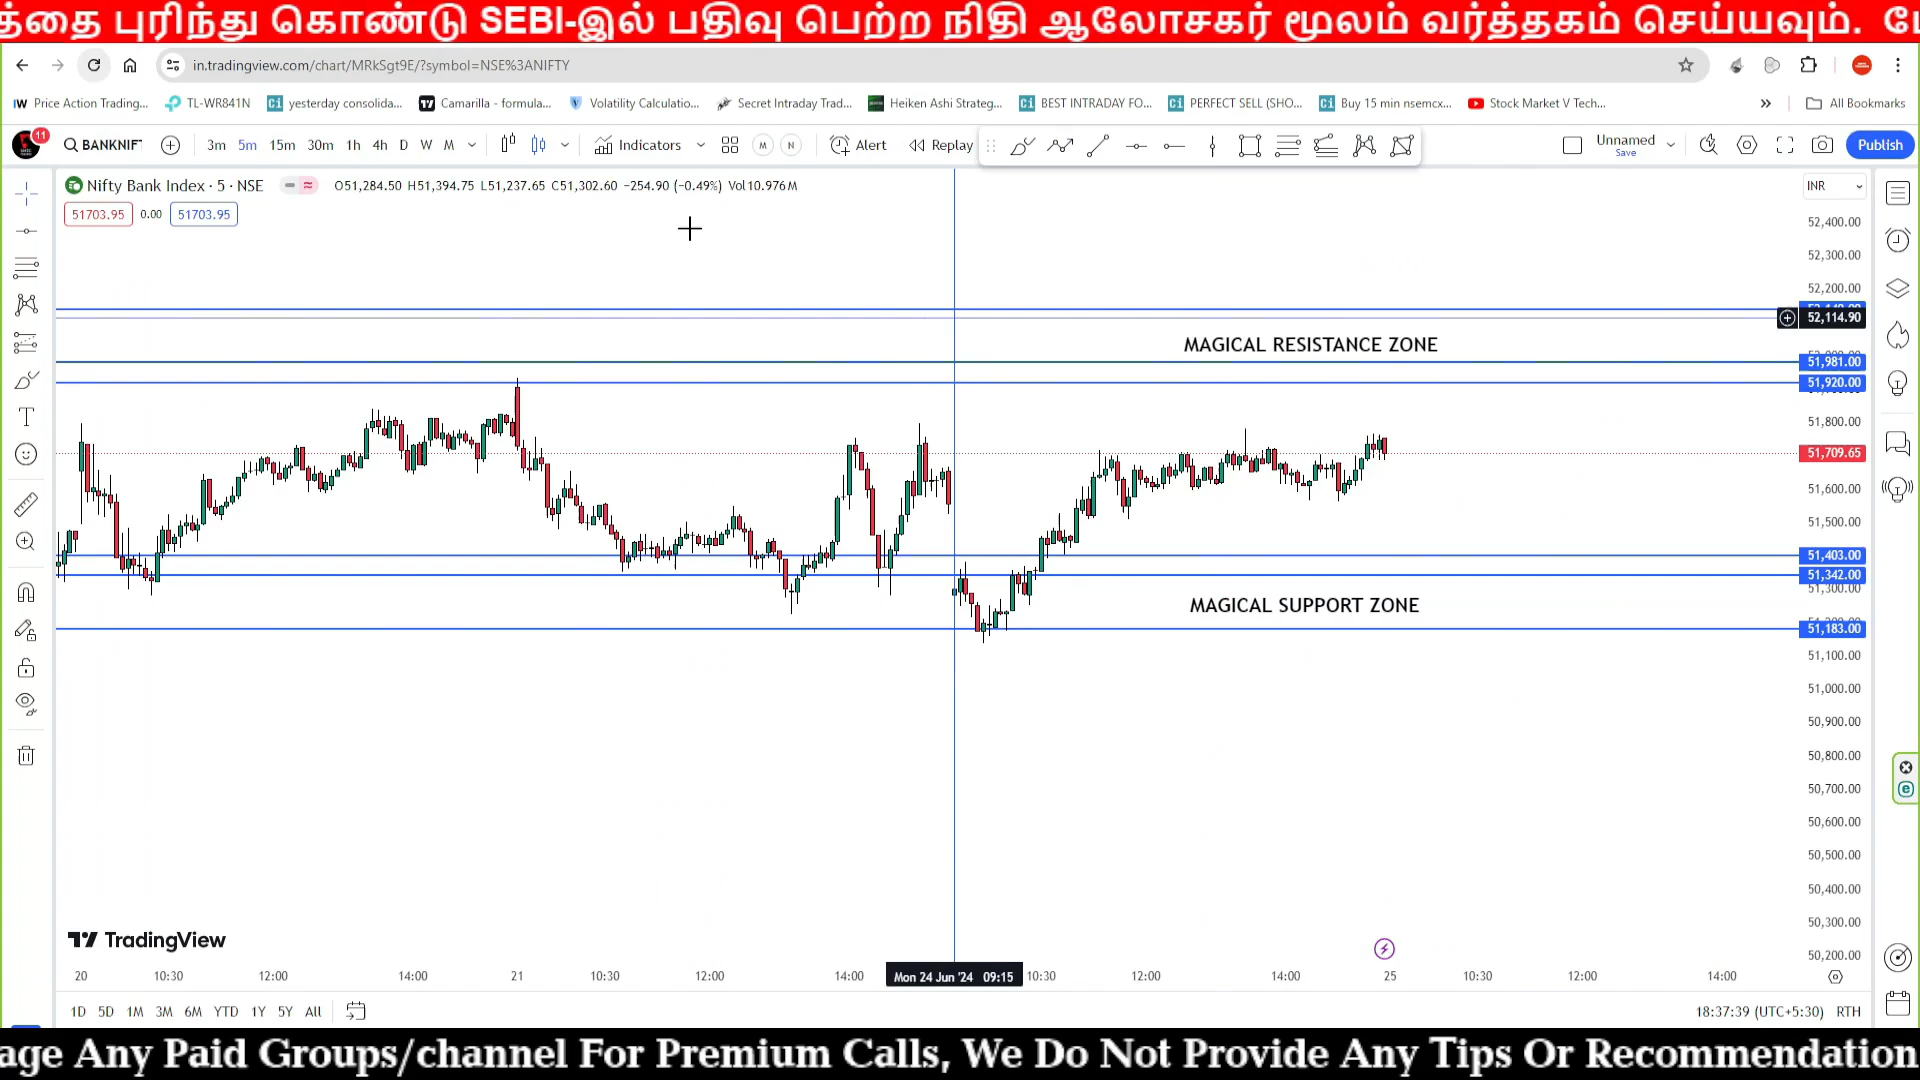 த்தை புரிந்து கொண்டு SEBI-இல் பதிவு பெற்ற நிதி ஆலோசகர் மூலம் வர்த்தகம் செய்யவும்.
in.tradingview.com/chart/MRkSgt9E/?symbol=NSE%3ANIFTY
IW Price Action Trading... TL-WR841N yesterday consolida... Camarilla - formula... Volatility Calculatio... Secret Intraday Trad... Heiken Ashi Strateg... BEST INTRADAY FO... PERFECT SELL (SHO... Buy 15 min nsemcx... Stock Market V Tech... » All Bookmarks
11 BANKNIF 3m 5m 15m 30m 1h 4h D W M Indicators M N Alert Replay Unnamed Save Publish
Nifty Bank Index · 5 · NSE O51,284.50 H51,394.75 L51,237.65 C51,302.60 −254.90 (−0.49%) Vol10.976M INR
51703.95 0.00 51703.95
52,400.00
52,300.00
52,200.00
52,114.90
MAGICAL RESISTANCE ZONE
51,981.00
51,920.00
51,800.00
51,709.65
51,600.00
51,500.00
51,403.00
51,342.00
51,300.00
MAGICAL SUPPORT ZONE
51,183.00
51,100.00
51,000.00
50,900.00
50,800.00
50,700.00
50,600.00
50,500.00
50,400.00
50,300.00
50,200.00
TradingView
20 10:30 12:00 14:00 21 10:30 12:00 14:00 Mon 24 Jun '24 09:15 10:30 12:00 14:00 25 10:30 12:00 14:00
1D 5D 1M 3M 6M YTD 1Y 5Y All 18:37:39 (UTC+5:30) RTH
age Any Paid Groups/channel For Premium Calls, We Do Not Provide Any Tips Or Recommendation